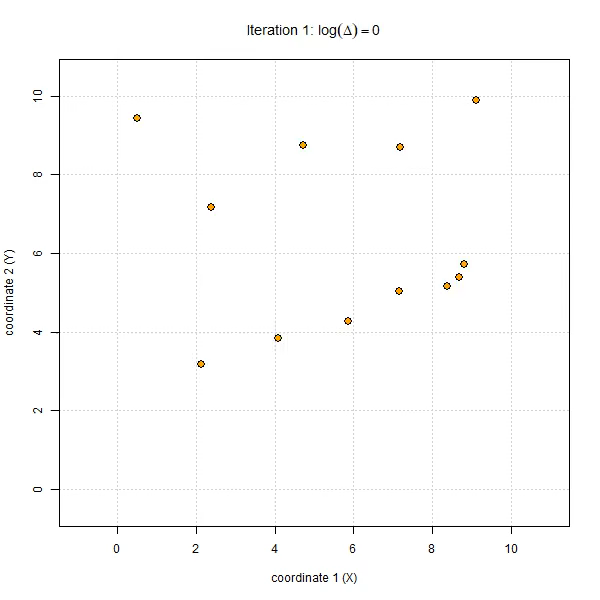 Iteration 1: log(Δ) = 0
10
8
6
4
2
0
coordinate 2 (Y)
0 2 4 6 8 10
coordinate 1 (X)